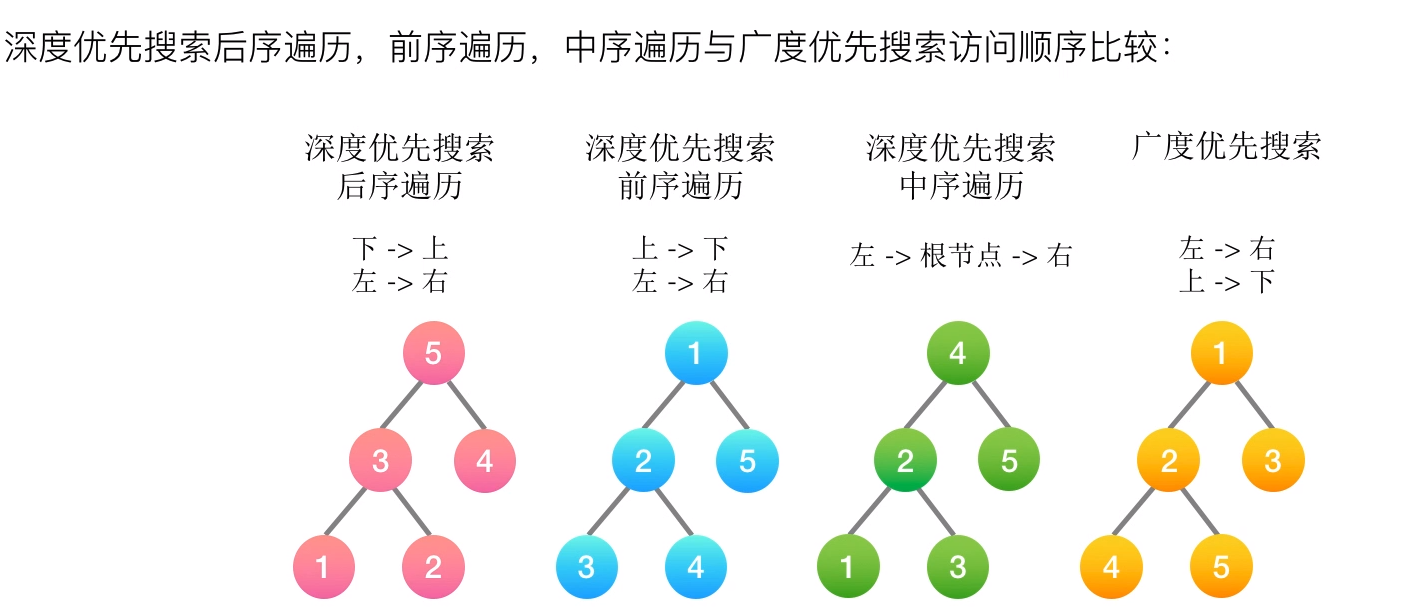 深度优先搜索后序遍历，前序遍历，中序遍历与广度优先搜索访问顺序比较：
深度优先搜索
后序遍历
下 -> 上
左 -> 右
5
3 4
1 2
深度优先搜索
前序遍历
上 -> 下
左 -> 右
1
2 5
3 4
深度优先搜索
中序遍历
左 -> 根节点 -> 右
4
2 5
1 3
广度优先搜索
左 -> 右
上 -> 下
1
2 3
4 5